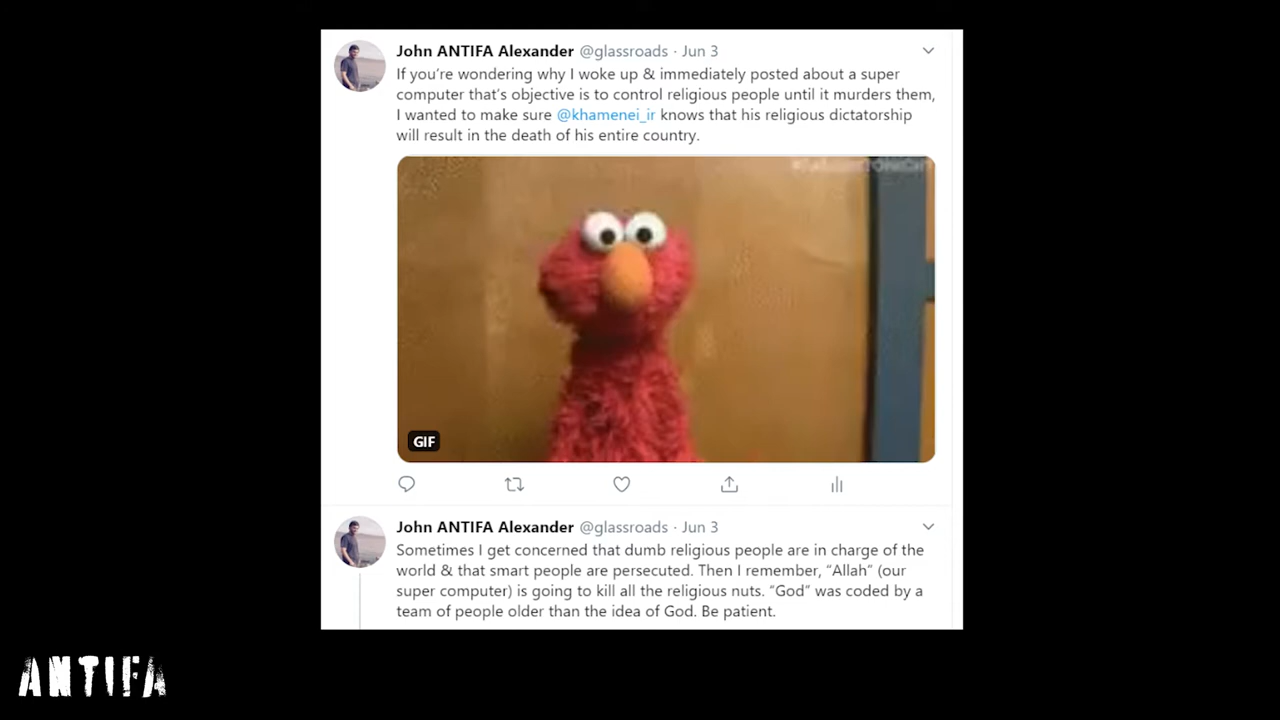 John ANTIFA Alexander @glassroads · Jun 3
If you're wondering why I woke up & immediately posted about a super
computer that's objective is to control religious people until it murders them,
I wanted to make sure @khamenei_ir knows that his religious dictatorship
will result in the death of his entire country.
GIF
John ANTIFA Alexander @glassroads · Jun 3
Sometimes I get concerned that dumb religious people are in charge of the
world & that smart people are persecuted. Then I remember, “Allah” (our
super computer) is going to kill all the religious nuts. “God” was coded by a
team of people older than the idea of God. Be patient.
ANTIFA